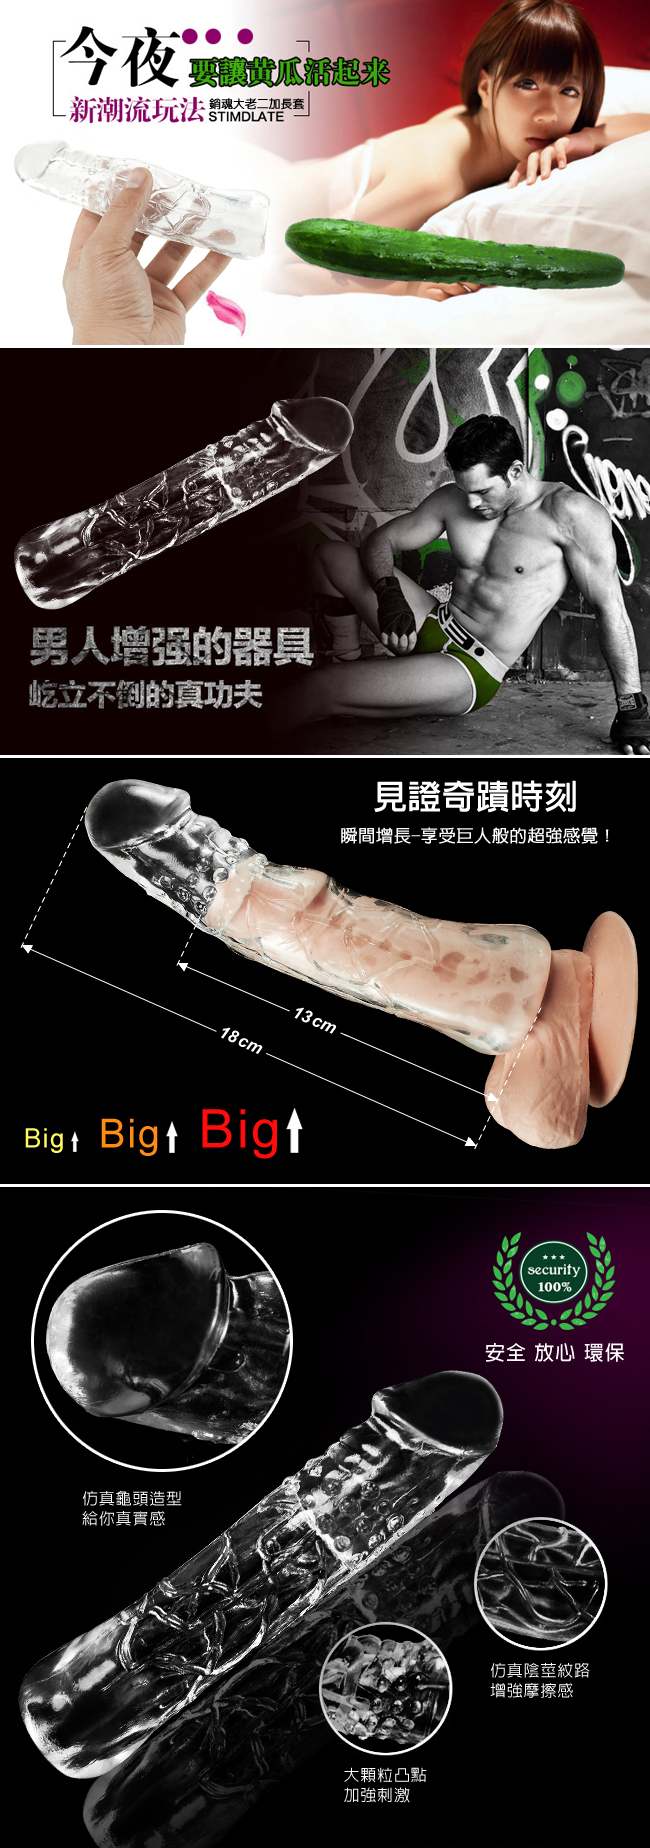 今夜●●●
要讓黃瓜活起来
新潮流玩法 銷魂大老二加長套
STIMDLATE
男人增强的器具
屹立不倒的真功夫
見證奇蹟時刻
瞬間增長-享受巨人般的超強感覺！
13cm
18cm
Big Big Big
security
100%
安全 放心 環保
仿真龜頭造型
給你真實感
仿真陰莖紋路
增強摩擦感
大顆粒凸點
加強刺激